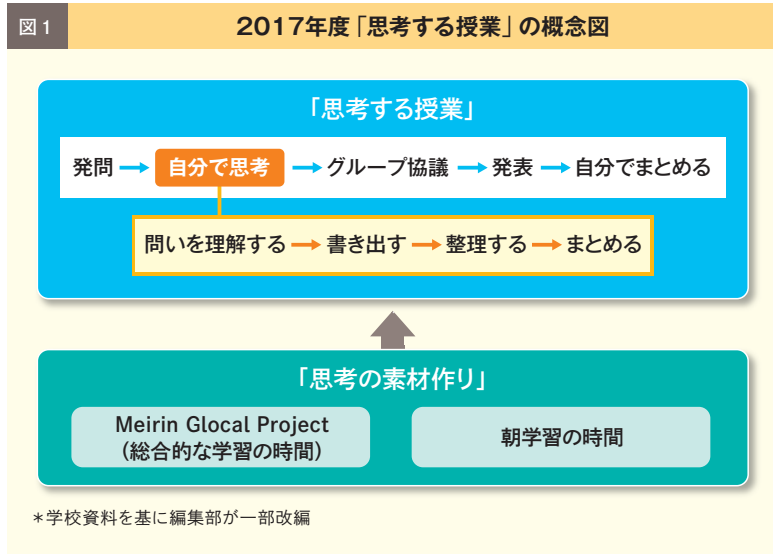 図1
2017年度「思考する授業」の概念図
「思考する授業」
発問 → 自分で思考 → グループ協議 → 発表 → 自分でまとめる
問いを理解する → 書き出す → 整理する → まとめる
「思考の素材作り」
Meirin Glocal Project
(総合的な学習の時間)
朝学習の時間
*学校資料を基に編集部が一部改編